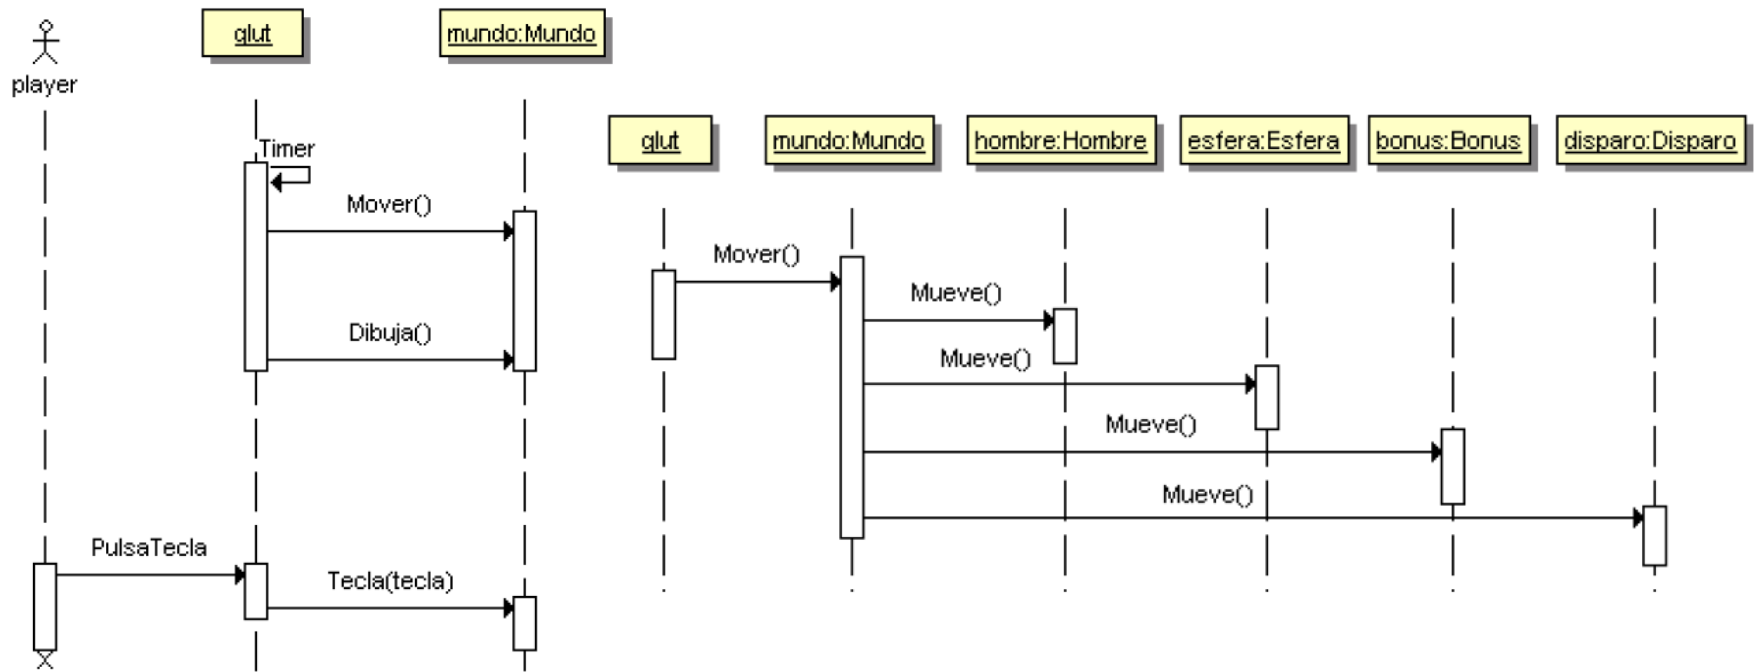 player
glut
mundo:Mundo
Timer
Mover()
Dibuja()
PulsaTecla
Tecla(tecla)
glut
mundo:Mundo
hombre:Hombre
esfera:Esfera
bonus:Bonus
disparo:Disparo
Mover()
Mueve()
Mueve()
Mueve()
Mueve()